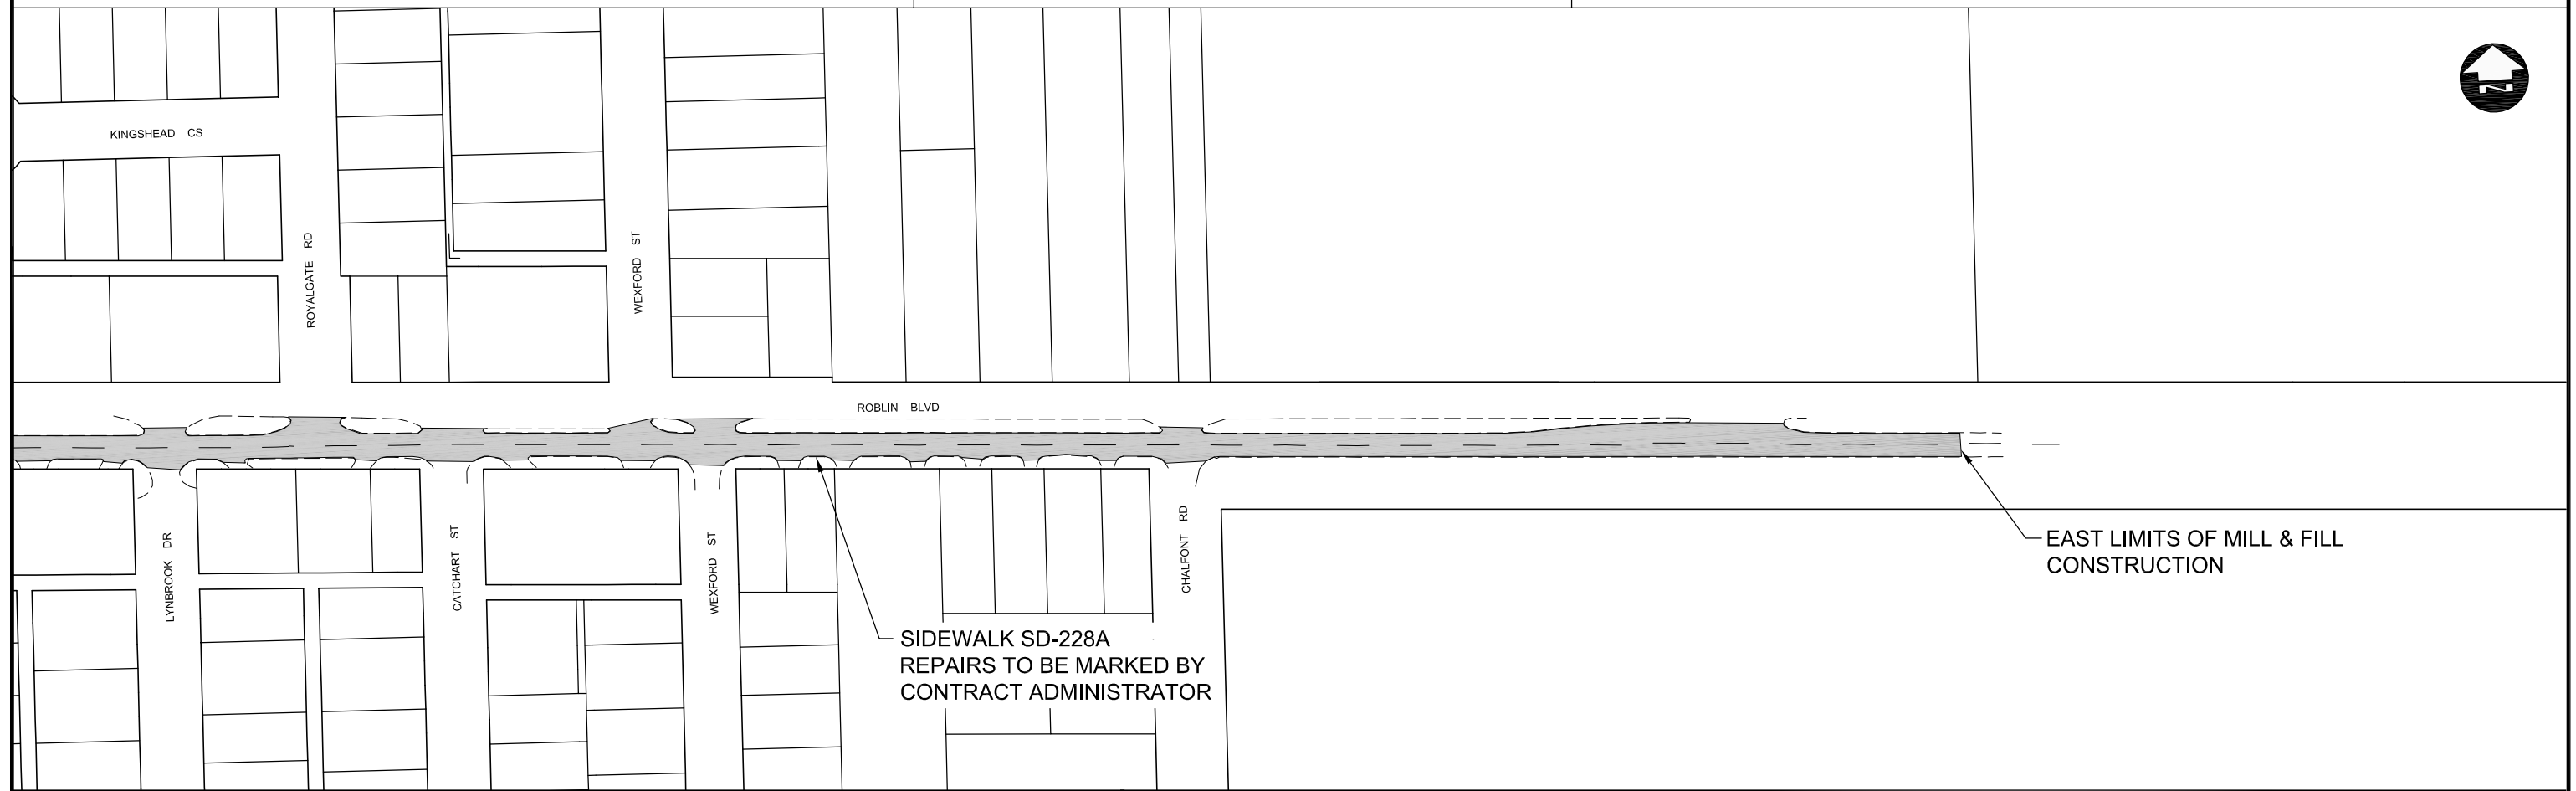 KINGSHEAD CS
ROYALGATE RD
WEXFORD ST
N
ROBLIN BLVD
LYNBROOK DR
CATCHART ST
WEXFORD ST
CHALFONT RD
EAST LIMITS OF MILL & FILL
CONSTRUCTION
SIDEWALK SD-228A
REPAIRS TO BE MARKED BY
CONTRACT ADMINISTRATOR